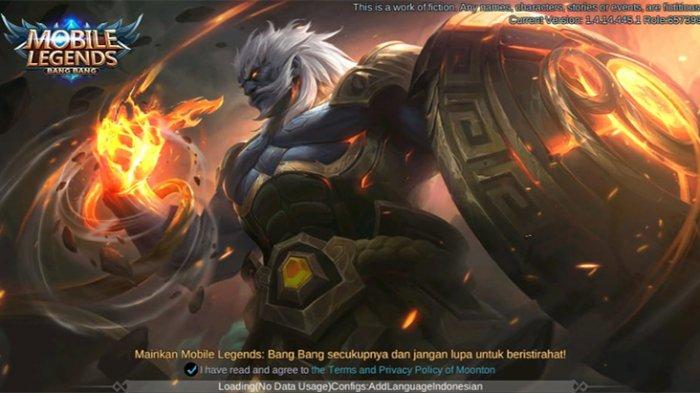 This is a work of fiction. Any names, characters, stories or events, are fictitious
Current Version: 1.4.14.445.1 Role:657399
MOBILE
LEGENDS
BANG BANG
Mainkan Mobile Legends: Bang Bang secukupnya dan jangan lupa untuk beristirahat!
I have read and agree to the Terms and Privacy Policy of Moonton
Loading(No Data Usage)Configs:AddLanguageIndonesian